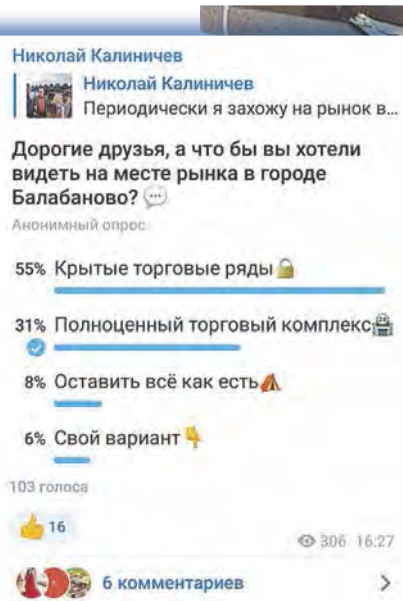 Николай Калиничев
Николай Калиничев
Периодически я захожу на рынок в...
Дорогие друзья, а что бы вы хотели
видеть на месте рынка в городе
Балабаново? 💬
Анонимный опрос
55% Крытые торговые ряды🔒
31% Полноценный торговый комплекс🏪
8% Оставить всё как есть⛺
6% Свой вариант👇
103 голоса
👍 16
306 16:27
6 комментариев